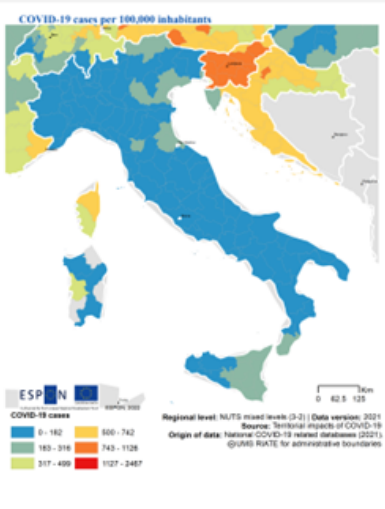 COVID-19 cases per 100,000 inhabitants
ESPON
COVID-19 cases
0 - 182
183 - 316
317 - 499
500 - 742
743 - 1126
1127 - 2467
0 62.5 125
Km
Regional level: NUTS mixed levels (3-2) | Data version: 2021
Source: Territorial impacts of COVID-19
Origin of data: National COVID-19 related databases (2021)
© UMS RIATE for administrative boundaries